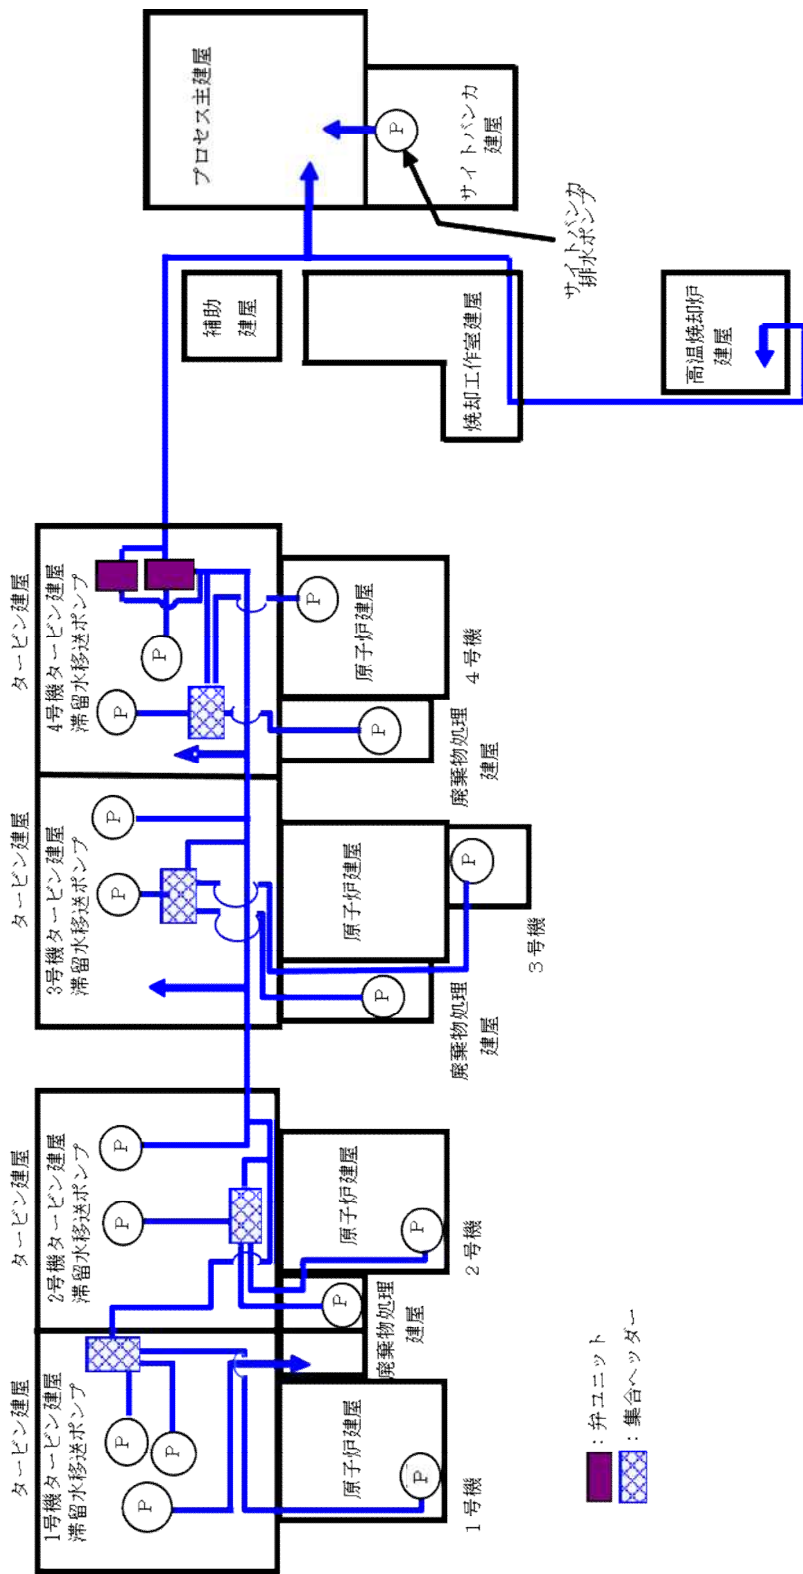 タービン建屋
1号機タービン建屋
滞留水移送ポンプ
P
P
P
原子炉建屋
P
1号機
廃棄物処理
建屋
タービン建屋
2号機タービン建屋
滞留水移送ポンプ
P
P
P
原子炉建屋
P
2号機
タービン建屋
3号機タービン建屋
滞留水移送ポンプ
P
P
P
廃棄物処理
建屋
原子炉建屋
P
3号機
タービン建屋
4号機タービン建屋
滞留水移送ポンプ
P
P
P
廃棄物処理
建屋
原子炉建屋
P
4号機
補助
建屋
焼却工作室建屋
高温焼却炉
建屋
プロセス主建屋
P
サイトバンカ
建屋
サイトバンカ
排水ポンプ
：弁ユニット
：集合ヘッダー